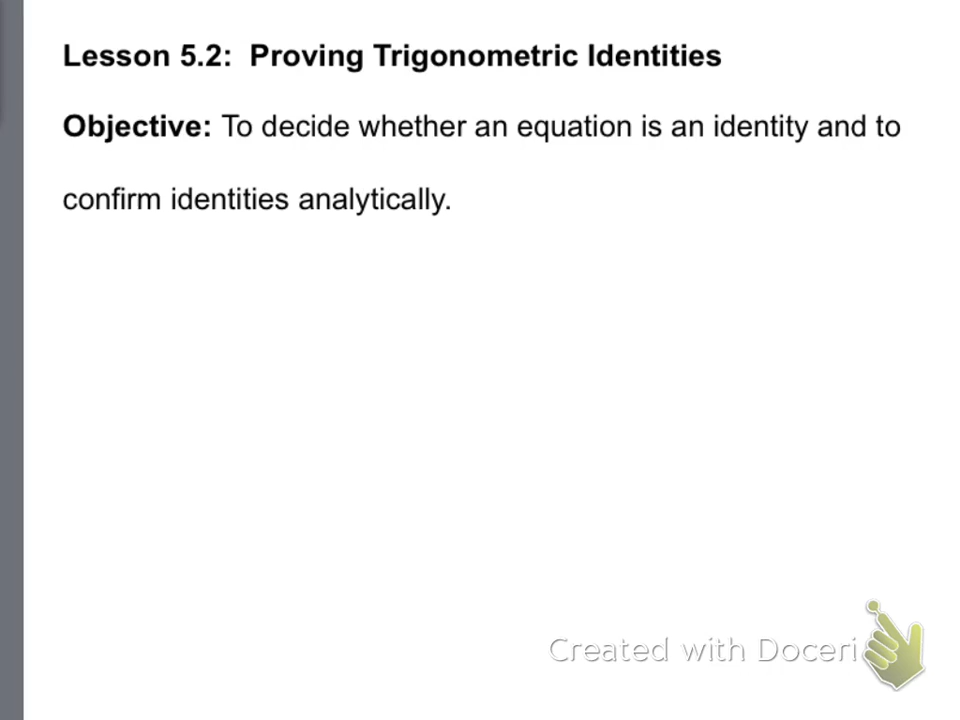 Lesson 5.2:  Proving Trigonometric Identities
Objective: To decide whether an equation is an identity and to
confirm identities analytically.
Created with Doceri